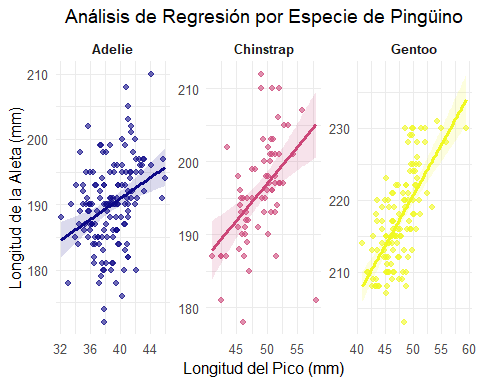 Análisis de Regresión por Especie de Pingüino
Adelie
Chinstrap
Gentoo
Longitud de la Aleta (mm)
210
200
190
180
210
200
190
180
230
220
210
32 36 40 44
45 50 55
40 45 50 55 60
Longitud del Pico (mm)